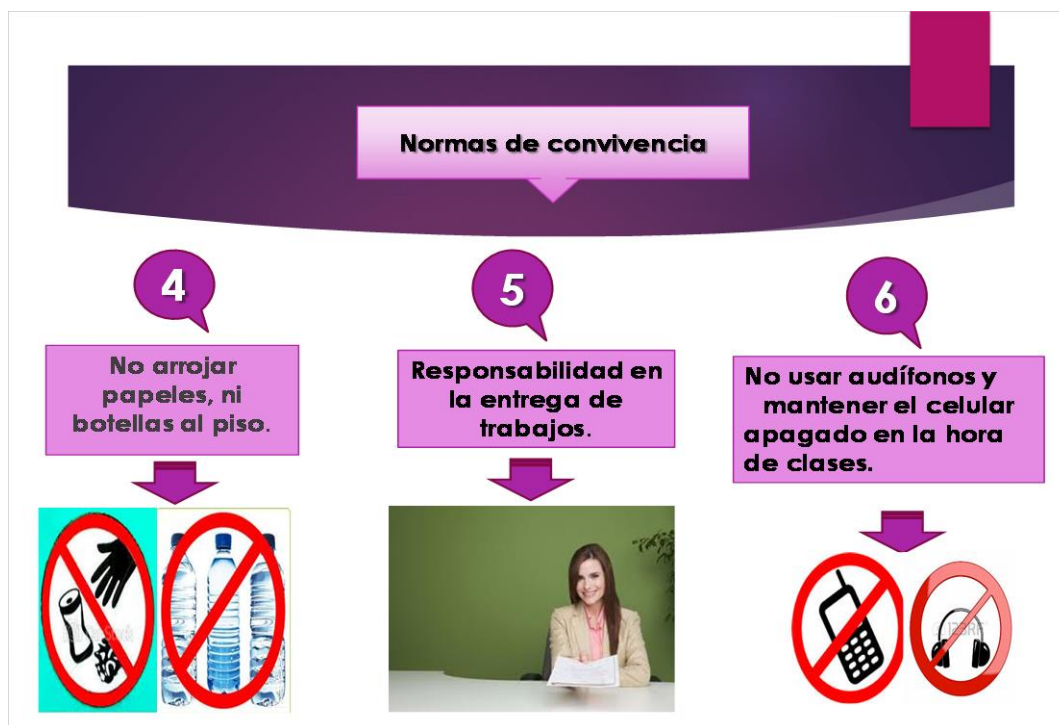 Normas de convivencia
4
No arrojar
papeles, ni
botellas al piso.
5
Responsabilidad en
la entrega de
trabajos.
6
No usar audífonos y
mantener el celular
apagado en la hora
de clases.
123RF